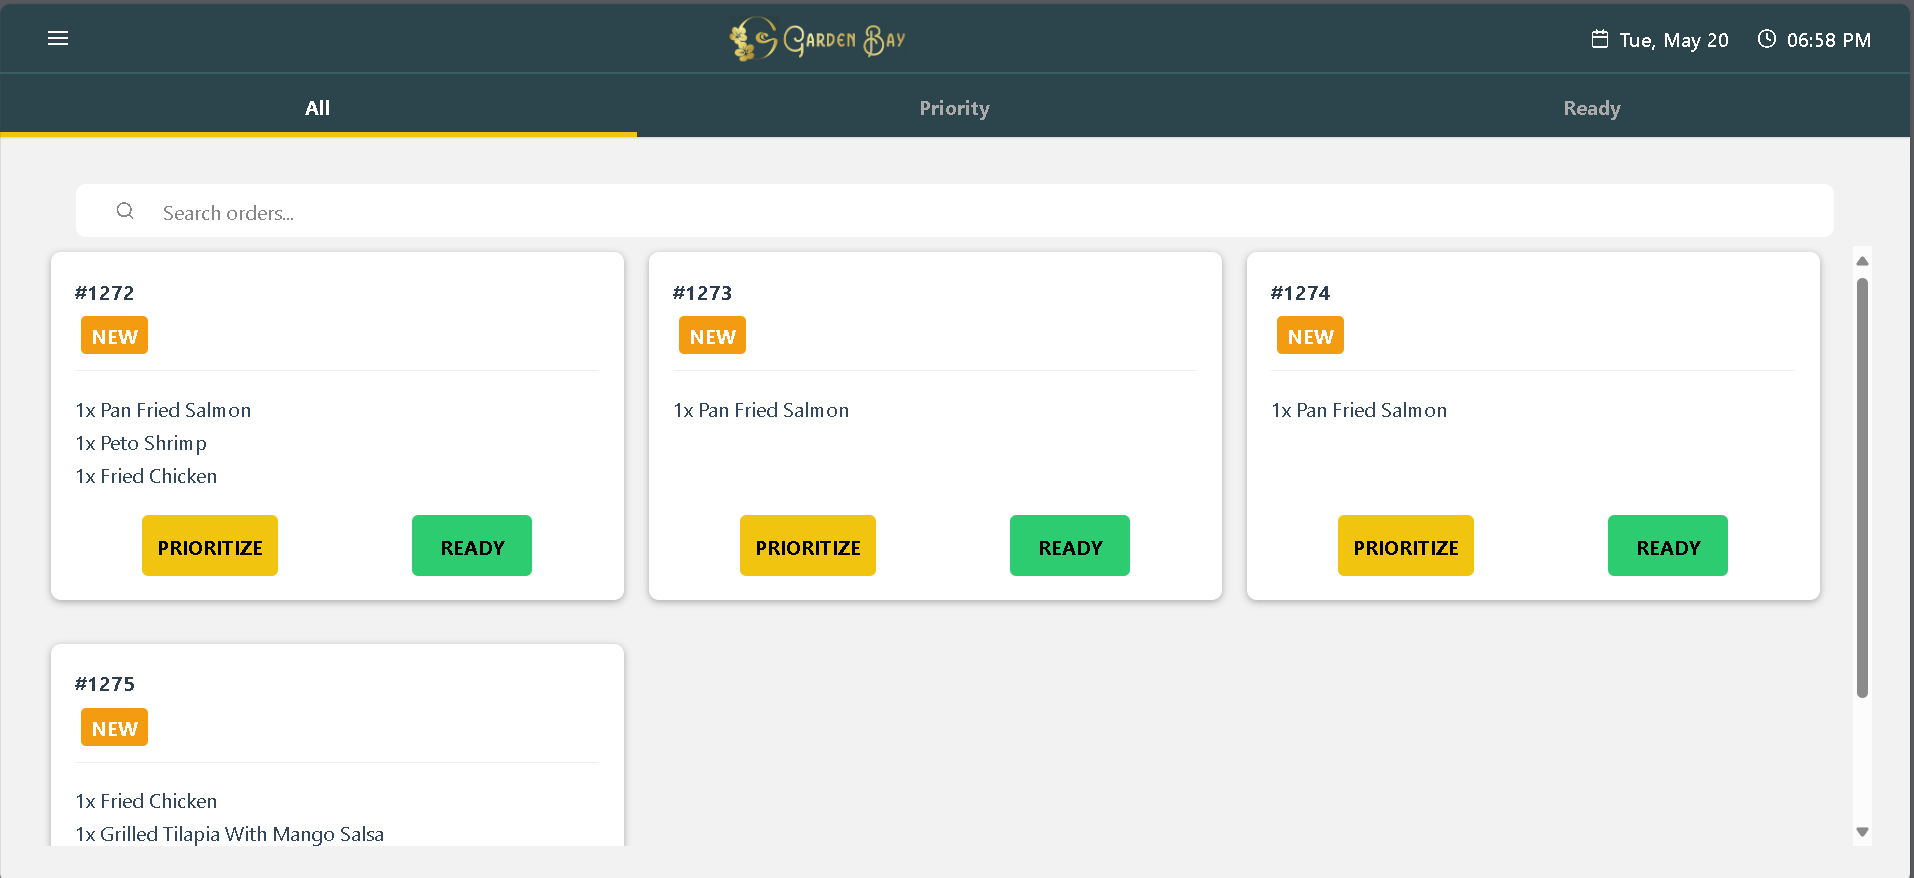 Garden Bay
Tue, May 20
06:58 PM
All
Priority
Ready
Search orders...
#1272
NEW
1x Pan Fried Salmon
1x Peto Shrimp
1x Fried Chicken
PRIORITIZE
READY
#1273
NEW
1x Pan Fried Salmon
PRIORITIZE
READY
#1274
NEW
1x Pan Fried Salmon
PRIORITIZE
READY
#1275
NEW
1x Fried Chicken
1x Grilled Tilapia With Mango Salsa